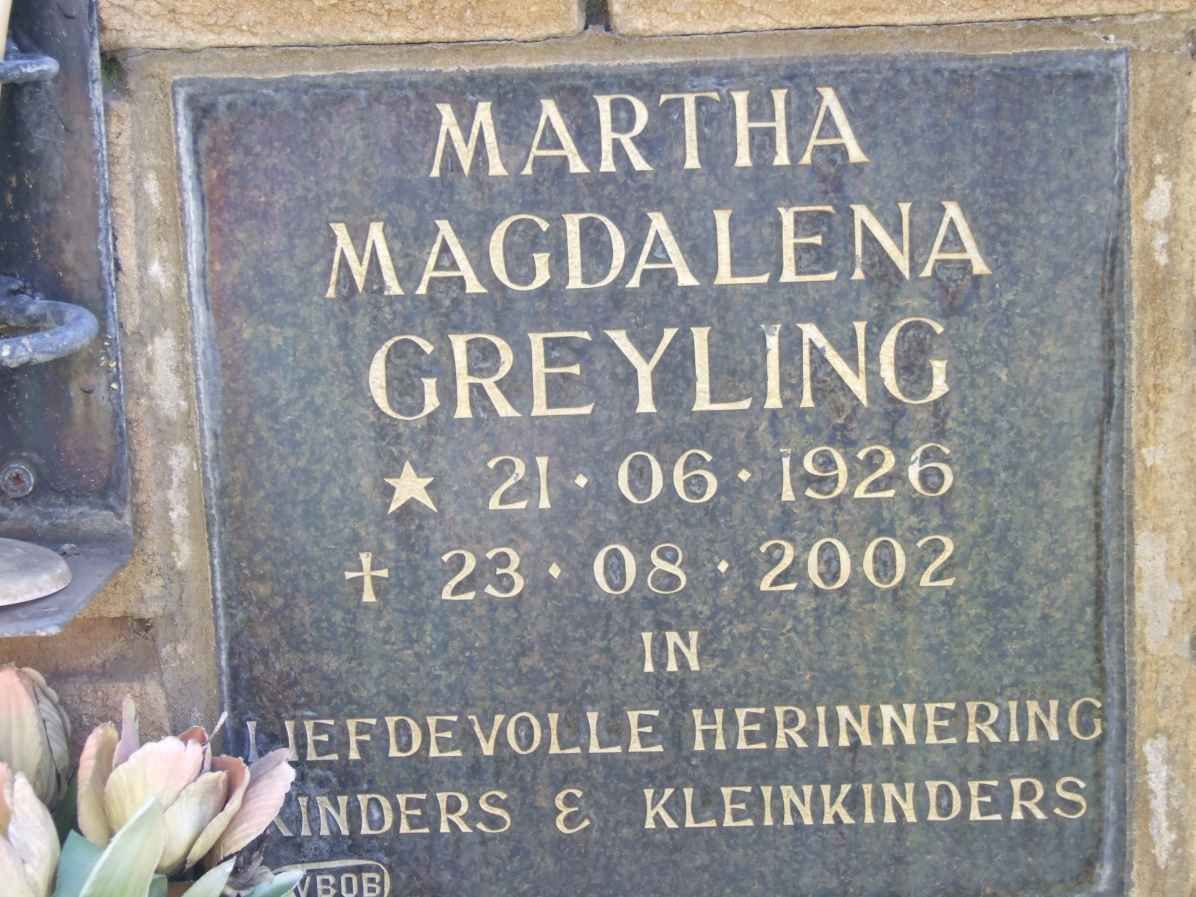 MARTHA
MAGDALENA
GREYLING
★ 21·06·1926
✝ 23·08·2002
IN
LIEFDEVOLLE HERINNERING
KINDERS & KLEINKINDERS